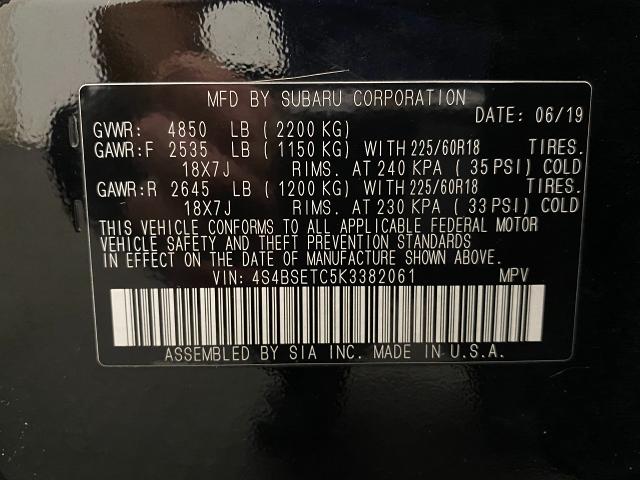 MFD BY SUBARU CORPORATION
DATE: 06/19
GVWR: 4850 LB (2200 KG)
GAWR:F 2535 LB (1150 KG) WITH 225/60R18 TIRES.
18X7J RIMS. AT 240 KPA (35 PSI) COLD
GAWR:R 2645 LB (1200 KG) WITH 225/60R18 TIRES.
18X7J RIMS. AT 230 KPA (33 PSI) COLD
THIS VEHICLE CONFORMS TO ALL APPLICABLE FEDERAL MOTOR
VEHICLE SAFETY AND THEFT PREVENTION STANDARDS
IN EFFECT ON THE DATE OF MANUFACTURE SHOWN ABOVE.
VIN: 4S4BSETC5K3382061 MPV
ASSEMBLED BY SIA INC. MADE IN U.S.A.